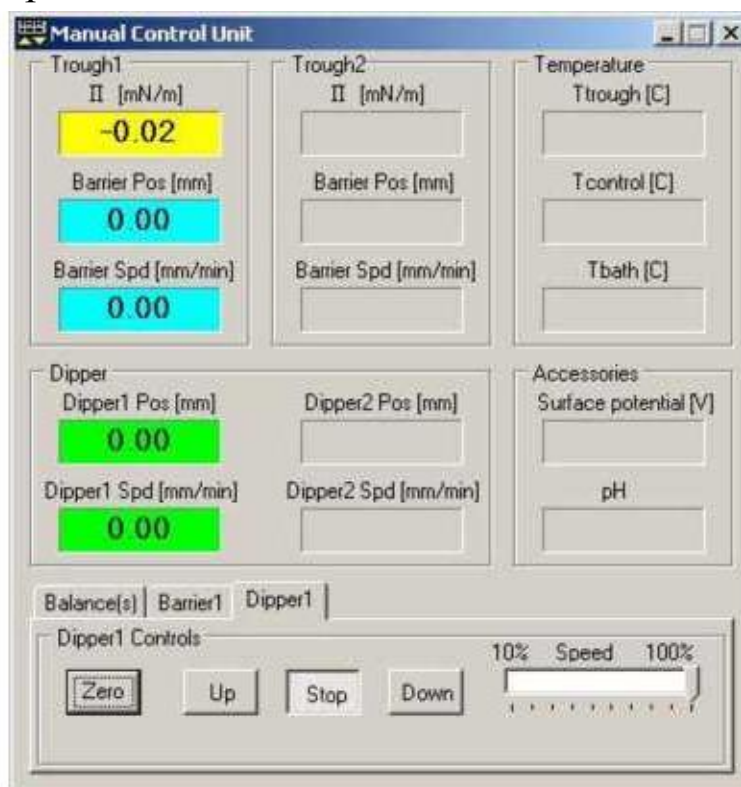 Manual Control Unit
Trough1 Trough2 Temperature
Π [mN/m] Π [mN/m] Ttrough [C]
-0.02
Barrier Pos [mm] Barrier Pos [mm] Tcontrol [C]
0.00
Barrier Spd [mm/min] Barrier Spd [mm/min] Tbath [C]
0.00
Dipper Accessories
Dipper1 Pos [mm] Dipper2 Pos [mm] Surface potential [V]
0.00
Dipper1 Spd [mm/min] Dipper2 Spd [mm/min] pH
0.00
Balance(s) Barrier1 Dipper1
Dipper1 Controls
10% Speed 100%
Zero Up Stop Down